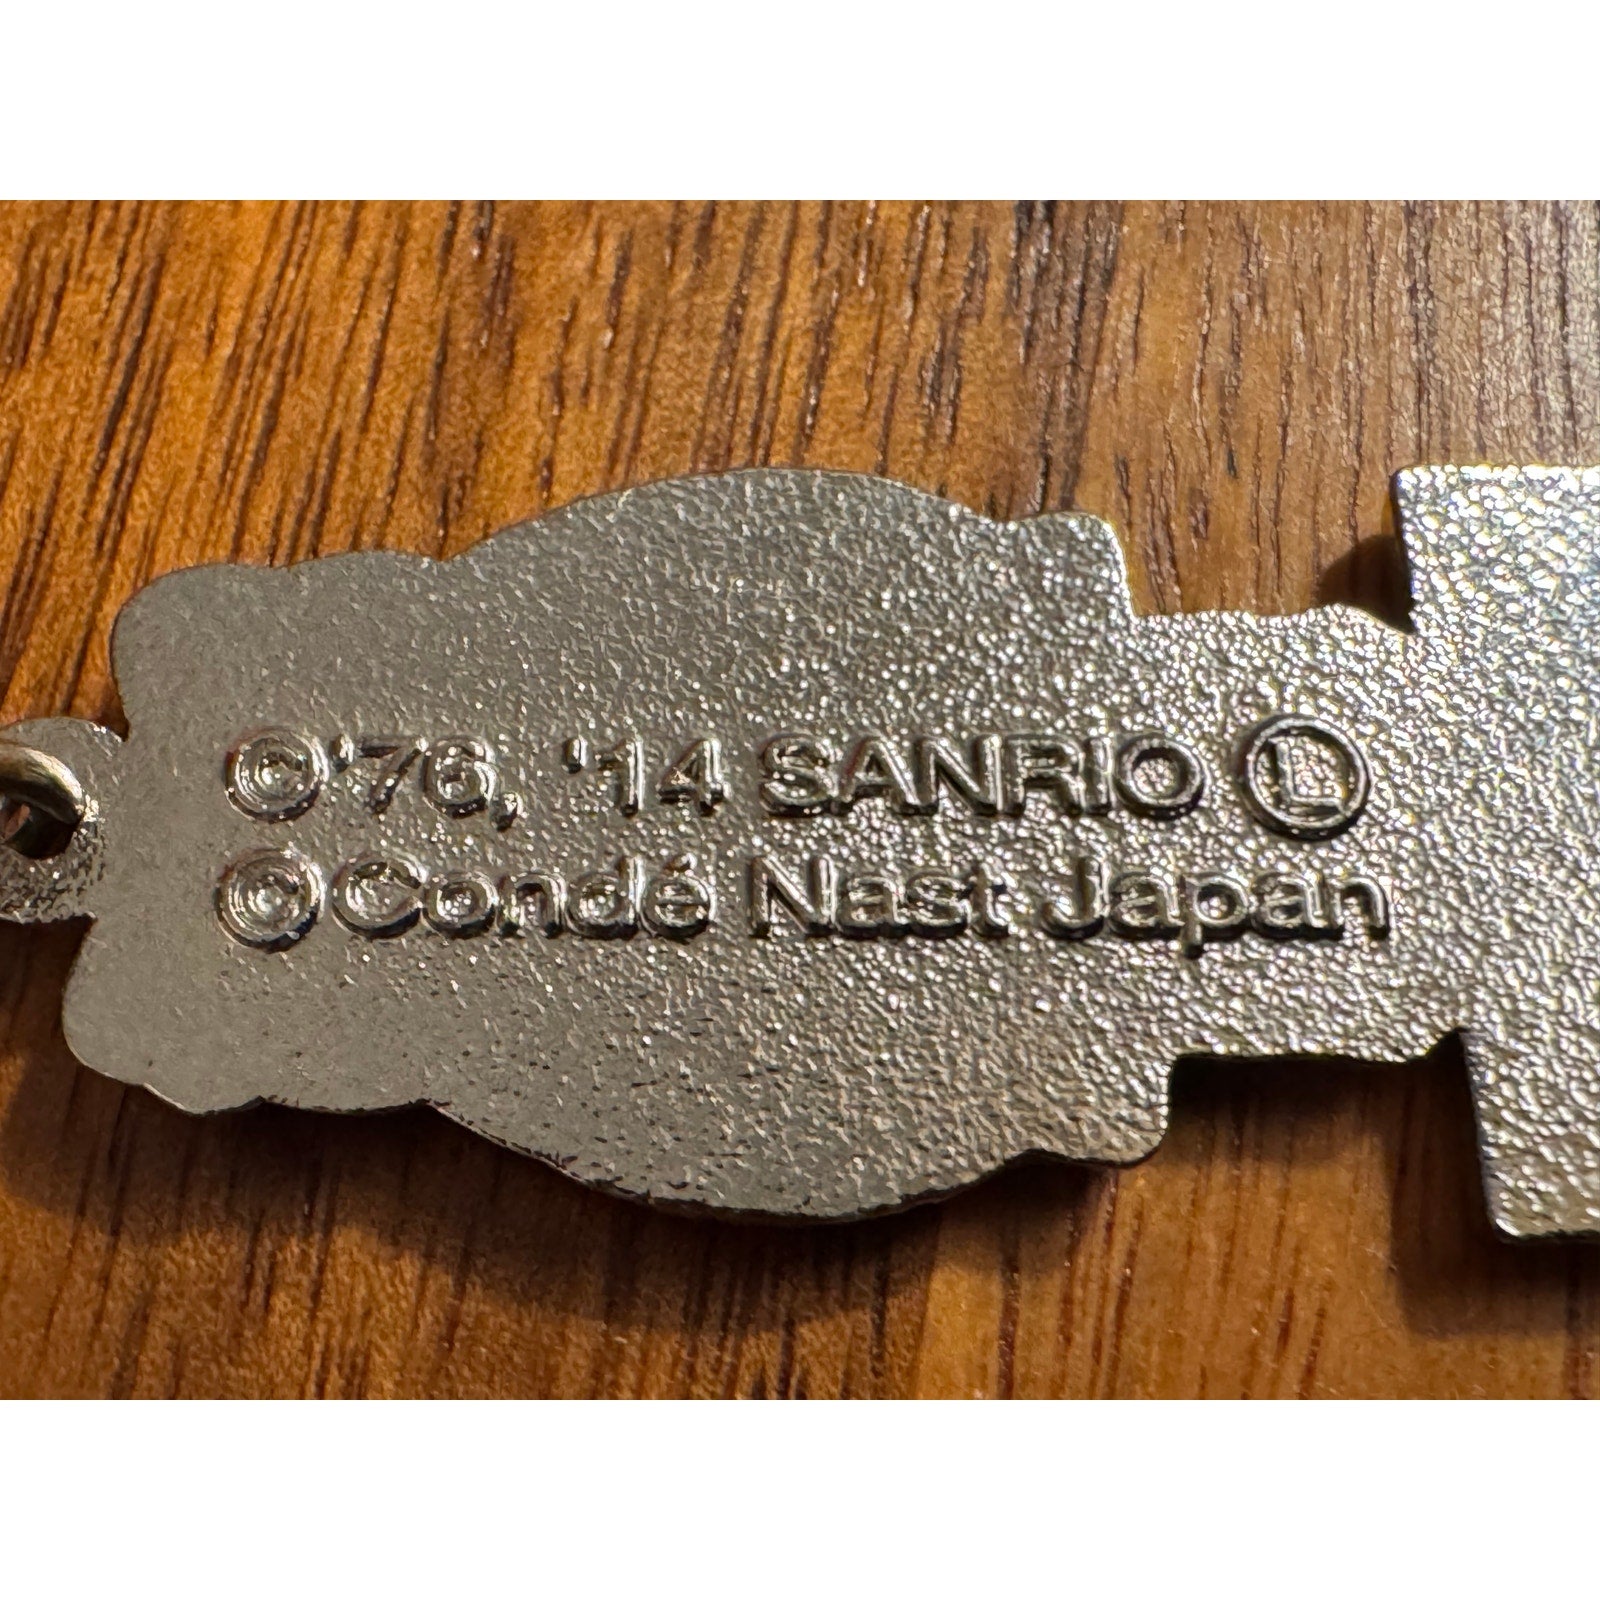 ©'76, '14 SANRIO Ⓛ
©Condé Nast Japan